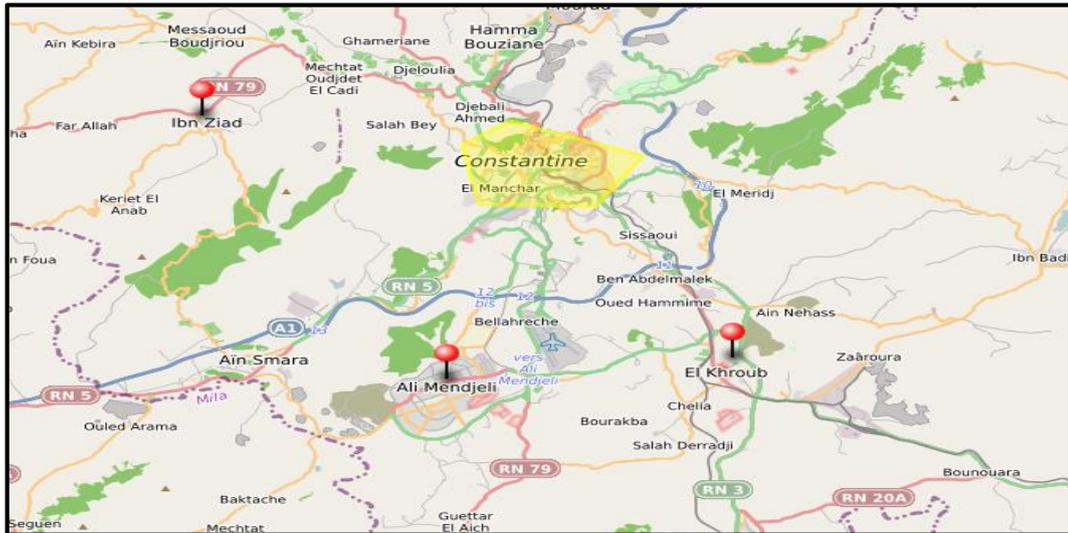 Mourad
Messaoud
Boudjriou
Hamma
Bouziane
Ghameriane
Aïn Kebira
Mechtat
Oudjdet
El Cadi
Djeloulia
N 79
Djebali
Ahmed
Far Allah
Ibn Ziad
Salah Bey
ha
Constantine
El Manchar
10
El Meridj
Keriet El
Anab
Sissaoui
n Foua
Ibn Badi
11
Ben Abdelmalek
RN 5
12
bis
12
Oued Hammime
Ain Nehass
A1
13
Bellahreche
Aïn Smara
vers
Ali
Mendjeli
Zaâroura
Ali Mendjeli
El Khroub
RN 5
Mila
Chelia
Ouled Arama
Bourakba
Salah Derradji
RN 79
Bounouara
RN 3
RN 20A
Baktache
Guettar
El Aich
Seguen
Mechtat